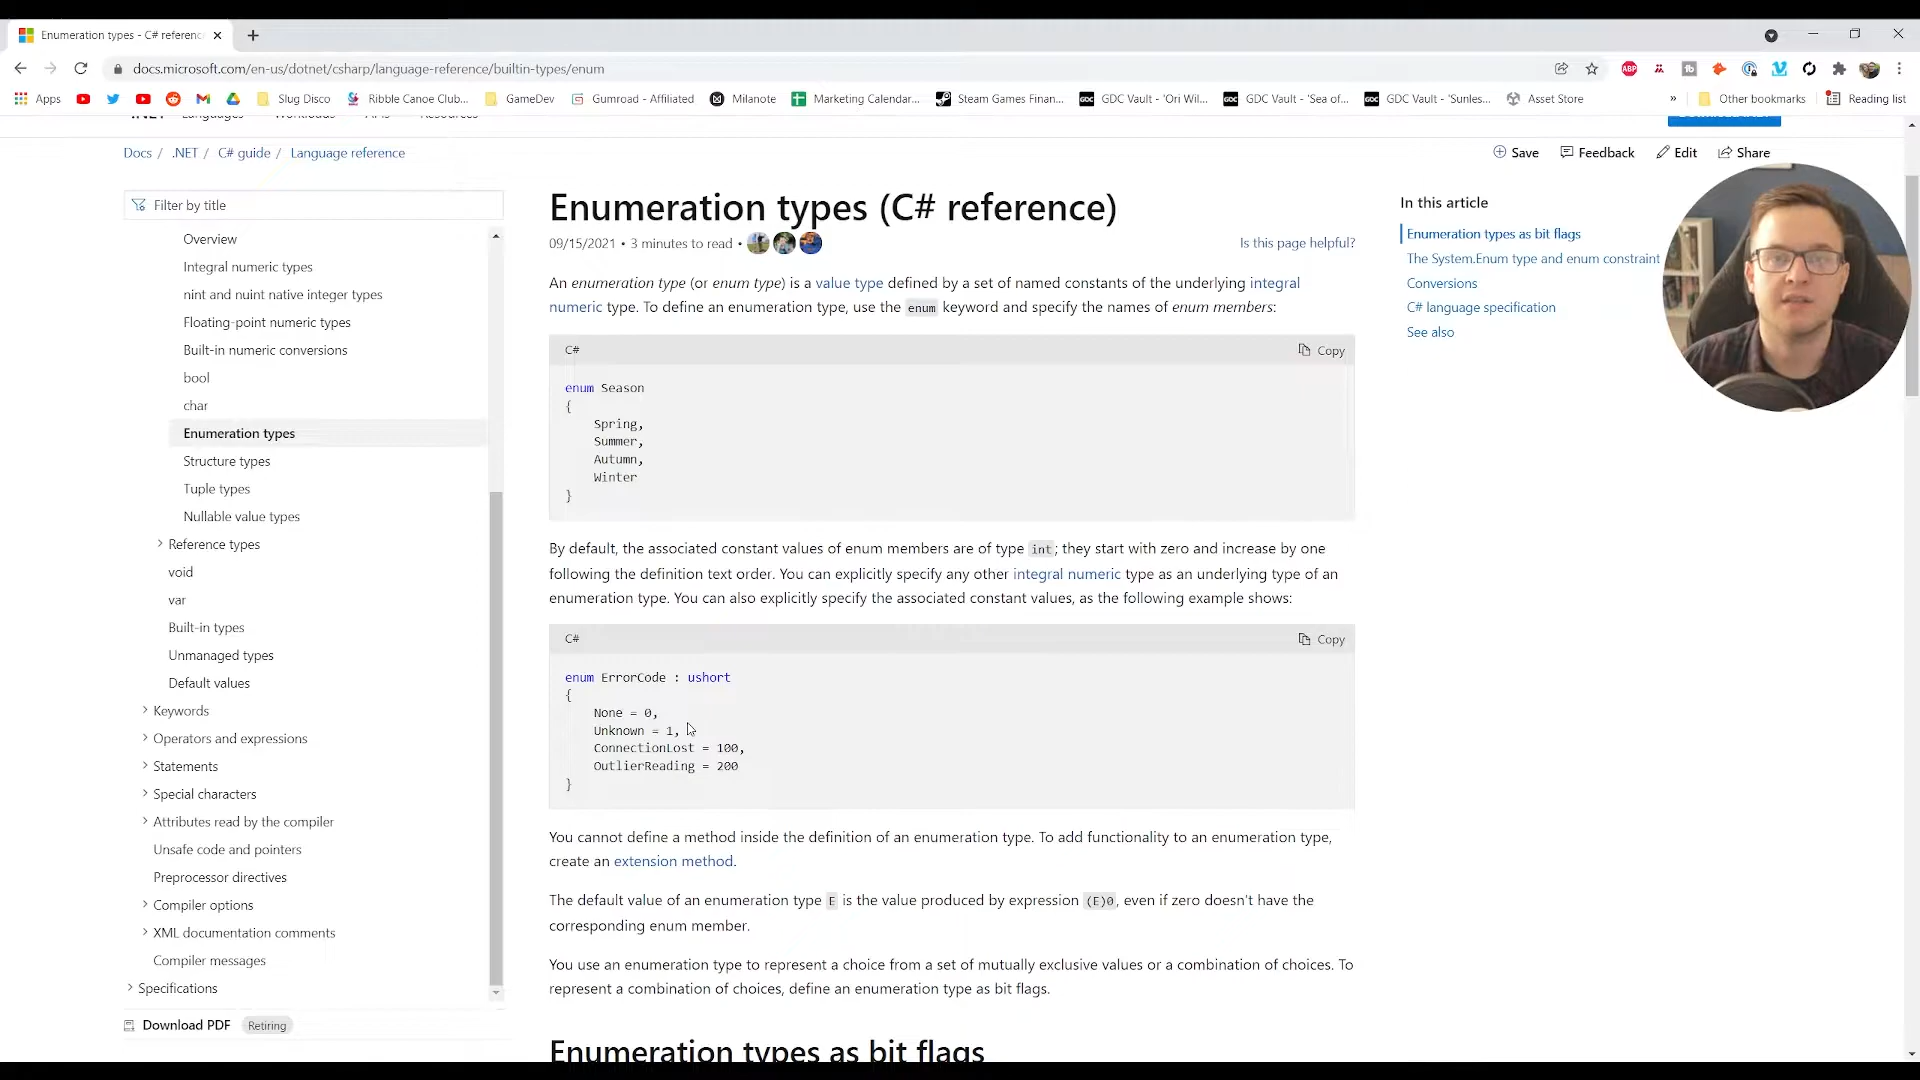 Enumeration types - C# referenc
docs.microsoft.com/en-us/dotnet/csharp/language-reference/builtin-types/enum
ABP
Apps
Slug Disco
Ribble Canoe Club...
GameDev
Gumroad - Affiliated
Milanote
Marketing Calendar...
Steam Games Finan...
GDC Vault - 'Ori Wil...
GDC Vault - 'Sea of...
GDC Vault - 'Sunles...
Asset Store
»
Other bookmarks
Reading list
.NET Languages Workloads APIs Resources
Docs / .NET / C# guide / Language reference
Save
Feedback
Edit
Share
Filter by title
Overview
Integral numeric types
nint and nuint native integer types
Floating-point numeric types
Built-in numeric conversions
bool
char
Enumeration types
Structure types
Tuple types
Nullable value types
Reference types
void
var
Built-in types
Unmanaged types
Default values
Keywords
Operators and expressions
Statements
Special characters
Attributes read by the compiler
Unsafe code and pointers
Preprocessor directives
Compiler options
XML documentation comments
Compiler messages
Specifications
Download PDF Retiring
Enumeration types (C# reference)
09/15/2021 • 3 minutes to read •
Is this page helpful?
An enumeration type (or enum type) is a value type defined by a set of named constants of the underlying integral
numeric type. To define an enumeration type, use the enum keyword and specify the names of enum members:
C# Copy
enum Season
{
Spring,
Summer,
Autumn,
Winter
}
By default, the associated constant values of enum members are of type int; they start with zero and increase by one
following the definition text order. You can explicitly specify any other integral numeric type as an underlying type of an
enumeration type. You can also explicitly specify the associated constant values, as the following example shows:
C# Copy
enum ErrorCode : ushort
{
None = 0,
Unknown = 1,
ConnectionLost = 100,
OutlierReading = 200
}
You cannot define a method inside the definition of an enumeration type. To add functionality to an enumeration type,
create an extension method.
The default value of an enumeration type E is the value produced by expression (E)0, even if zero doesn't have the
corresponding enum member.
You use an enumeration type to represent a choice from a set of mutually exclusive values or a combination of choices. To
represent a combination of choices, define an enumeration type as bit flags.
Enumeration types as bit flags
In this article
Enumeration types as bit flags
The System.Enum type and enum constraint
Conversions
C# language specification
See also